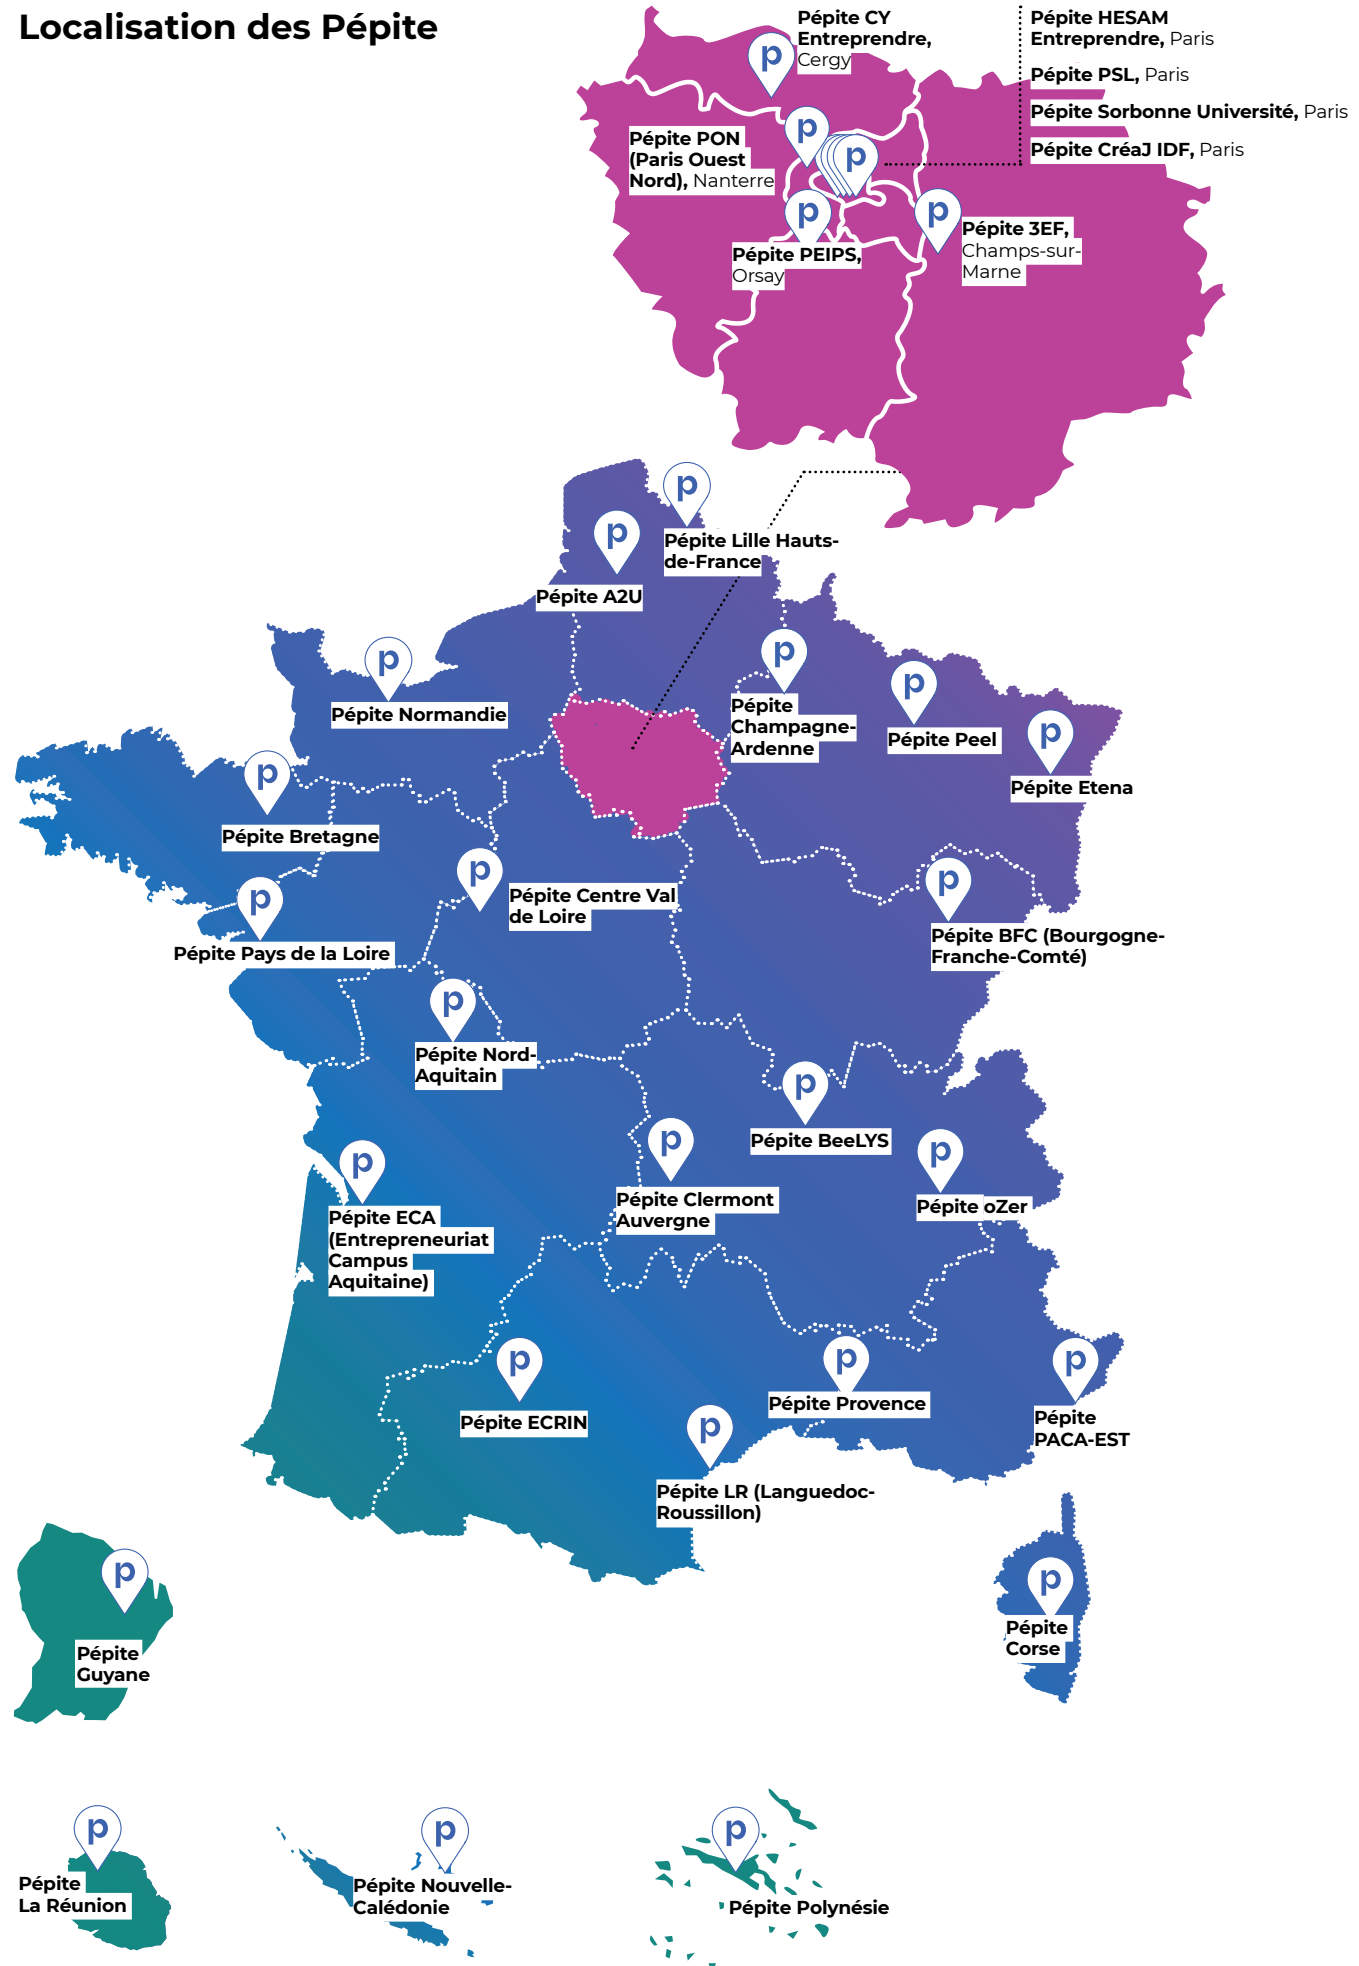 Localisation des Pépite
Pépite CY
Entreprendre,
Cergy
Pépite HESAM
Entreprendre, Paris
Pépite PSL, Paris
Pépite Sorbonne Université, Paris
Pépite CréaJ IDF, Paris
Pépite PON
(Paris Ouest
Nord), Nanterre
Pépite 3EF,
Champs-sur-
Marne
Pépite PEIPS,
Orsay
p
p
p
p
p
p
p
Pépite Lille Hauts-
de-France
p
Pépite A2U
p
Pépite Normandie
p
Pépite
Champagne-
Ardenne
p
Pépite Peel
p
Pépite Etena
p
Pépite Bretagne
p
Pépite Centre Val
de Loire
p
Pépite Pays de la Loire
p
Pépite BFC (Bourgogne-
Franche-Comté)
p
Pépite Nord-
Aquitain
p
Pépite BeeLYS
p
Pépite Clermont
Auvergne
p
Pépite oZer
p
Pépite ECA
(Entrepreneuriat
Campus
Aquitaine)
p
Pépite ECRIN
p
Pépite Provence
p
Pépite
PACA-EST
p
Pépite LR (Languedoc-
Roussillon)
p
Pépite
Guyane
p
Pépite
Corse
p
Pépite
La Réunion
p
Pépite Nouvelle-
Calédonie
p
Pépite Polynésie